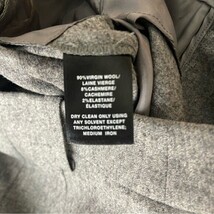 90%VIRGIN WOOL/
LAINE VIERGE
8%CASHMERE/
CACHEMIRE
2%ELASTANE/
ELASTIQUE
DRY CLEAN ONLY USING
ANY SOLVENT EXCEPT
TRICHLOROETHYLENE;
MEDIUM IRON